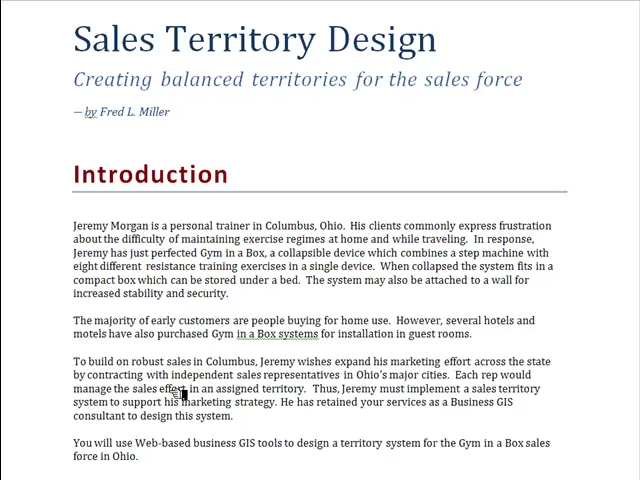 Sales Territory Design
Creating balanced territories for the sales force
— by Fred L. Miller
Introduction
Jeremy Morgan is a personal trainer in Columbus, Ohio.  His clients commonly express frustration
about the difficulty of maintaining exercise regimes at home and while traveling.  In response,
Jeremy has just perfected Gym in a Box, a collapsible device which combines a step machine with
eight different resistance training exercises in a single device.  When collapsed the system fits in a
compact box which can be stored under a bed.  The system may also be attached to a wall for
increased stability and security.
The majority of early customers are people buying for home use.  However, several hotels and
motels have also purchased Gym in a Box systems for installation in guest rooms.
To build on robust sales in Columbus, Jeremy wishes expand his marketing effort across the state
by contracting with independent sales representatives in Ohio's major cities.  Each rep would
manage the sales effort in an assigned territory.  Thus, Jeremy must implement a sales territory
system to support his marketing strategy. He has retained your services as a Business GIS
consultant to design this system.
You will use Web-based business GIS tools to design a territory system for the Gym in a Box sales
force in Ohio.